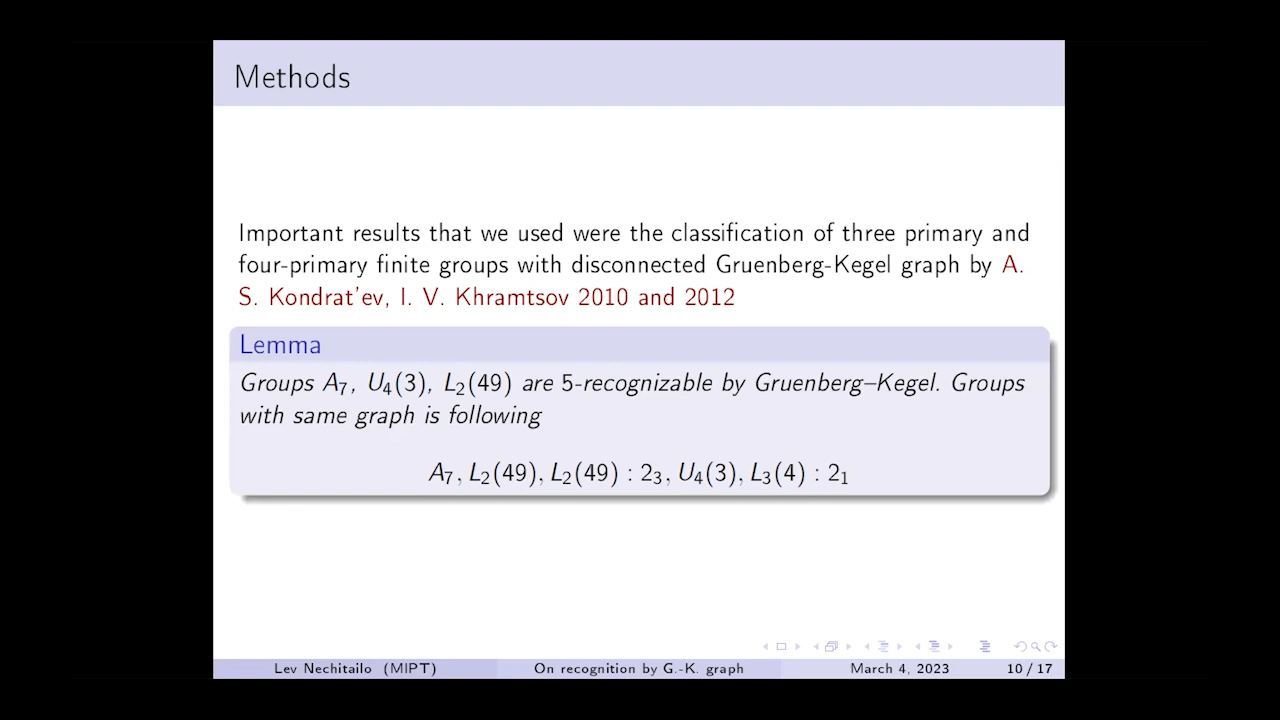 Methods
Important results that we used were the classification of three primary and
four-primary finite groups with disconnected Gruenberg-Kegel graph by A.
S. Kondrat'ev, I. V. Khramtsov 2010 and 2012
Lemma
Groups A₇, U₄(3), L₂(49) are 5-recognizable by Gruenberg–Kegel. Groups
with same graph is following
A₇, L₂(49), L₂(49) : 2₃, U₄(3), L₃(4) : 2₁
Lev Nechitailo (MIPT) On recognition by G.-K. graph March 4, 2023 10 / 17